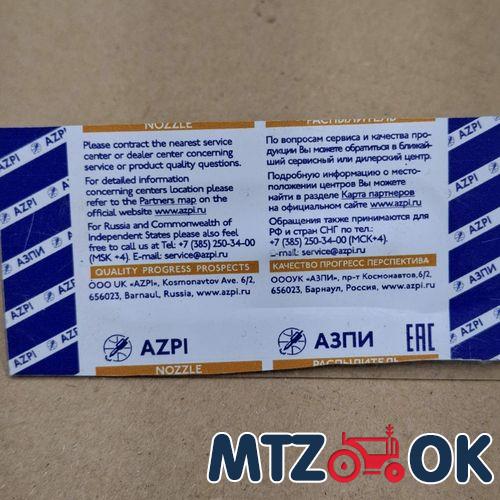 NOZZLE
Please contract the nearest service
center or dealer center concerning
service or product quality questions.
For detailed information
concerning centers location please
refer to the Partners map on the
official website www.azpi.ru
For Russia and Commonwealth of
Independent States please also feel
free to call us at Tel: +7 (385) 250-34-00
(MSK +4). E-mail: service@azpi.ru
QUALITY PROGRESS PROSPECTS
OOO UK «AZPI», Kosmonavtov Ave. 6/2,
656023, Barnaul, Russia, www.azpi.ru
AZPI
NOZZLE
РАСПЫЛИТЕЛЬ
По вопросам сервиса и качества про-
дукции Вы можете обратиться в ближай-
ший сервисный или дилерский центр.
Подробную информацию о место-
положении центров Вы можете
найти в разделе Карта партнеров
на официальном сайте www.azpi.ru
Обращения также принимаются для
РФ и стран СНГ по тел.:
+7 (385) 250-34-00 (МСК+4).
E-mail: service@azpi.ru
КАЧЕСТВО ПРОГРЕСС ПЕРСПЕКТИВА
ОООУК «АЗПИ», пр-т Космонавтов,6/2,
656023, Барнаул, Россия, www.azpi.ru
АЗПИ
EAC
РАСПЫЛИТЕЛЬ
AZPI
AZPI
АЗПИ
AZPI
AZPI
AZPI
АЗПИ
AZPI
MTZ OK